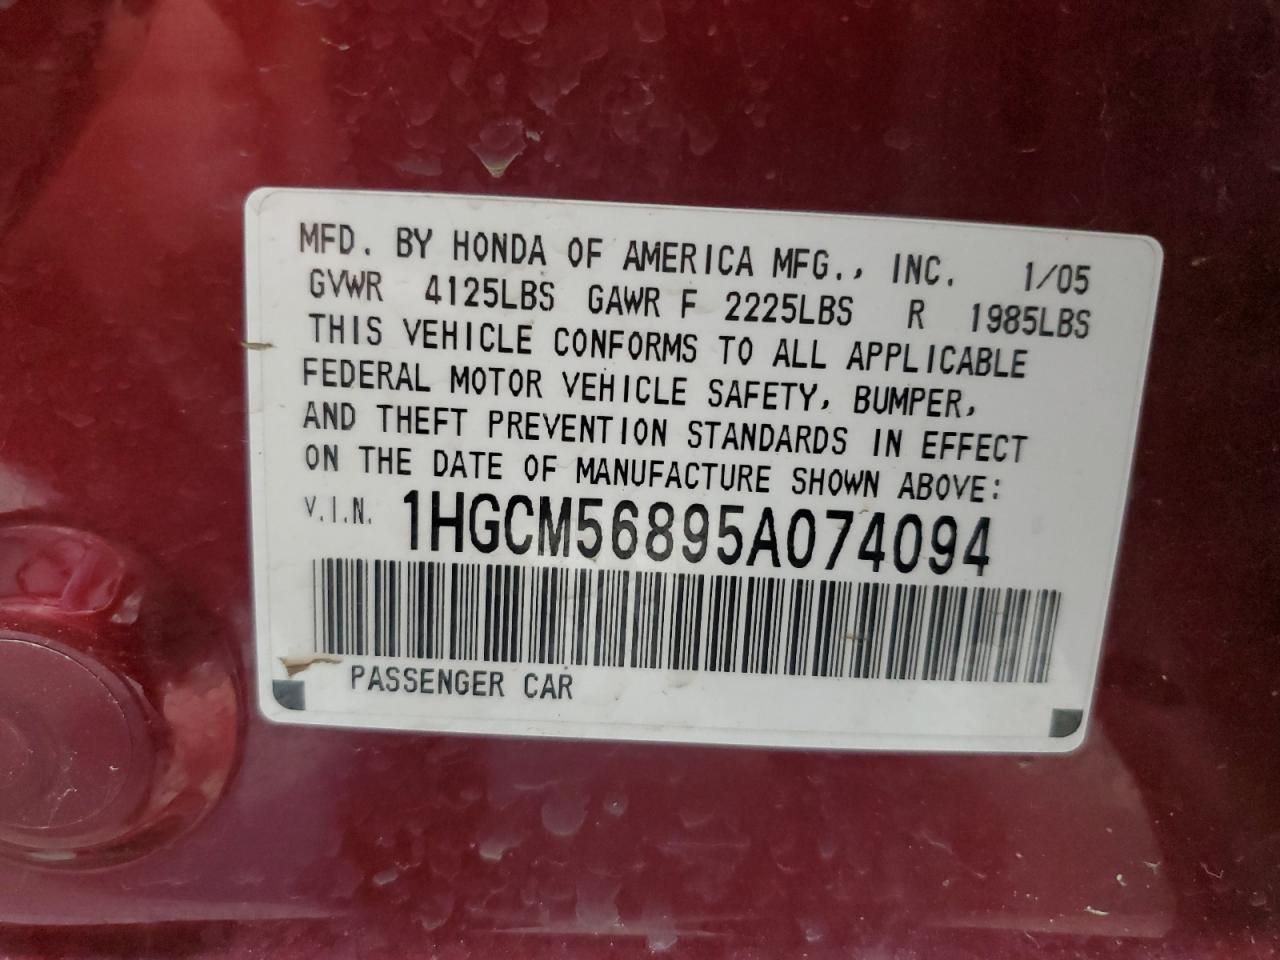 MFD. BY HONDA OF AMERICA MFG., INC. 1/05
GVWR 4125LBS GAWR F 2225LBS R 1985LBS
THIS VEHICLE CONFORMS TO ALL APPLICABLE
FEDERAL MOTOR VEHICLE SAFETY, BUMPER,
AND THEFT PREVENTION STANDARDS IN EFFECT
ON THE DATE OF MANUFACTURE SHOWN ABOVE:
V.I.N. 1HGCM56895A074094
PASSENGER CAR